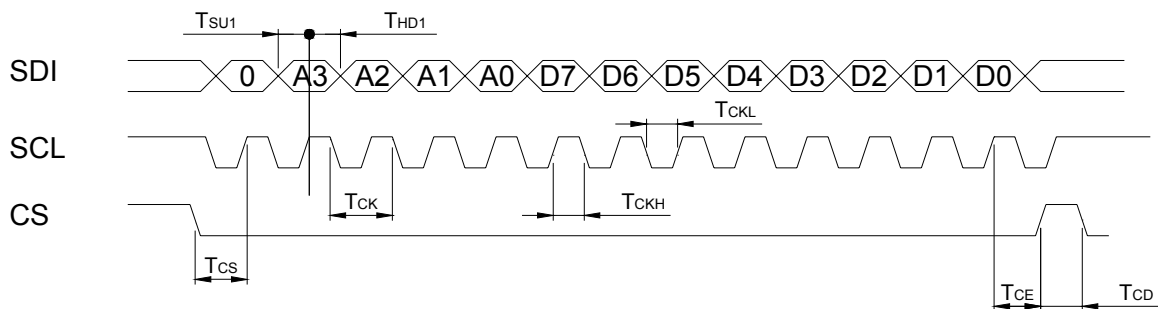 TSU1 THD1
SDI 0 A3 A2 A1 A0 D7 D6 D5 D4 D3 D2 D1 D0
TCKL
SCL
TCK TCKH
CS
TCS TCE TCD